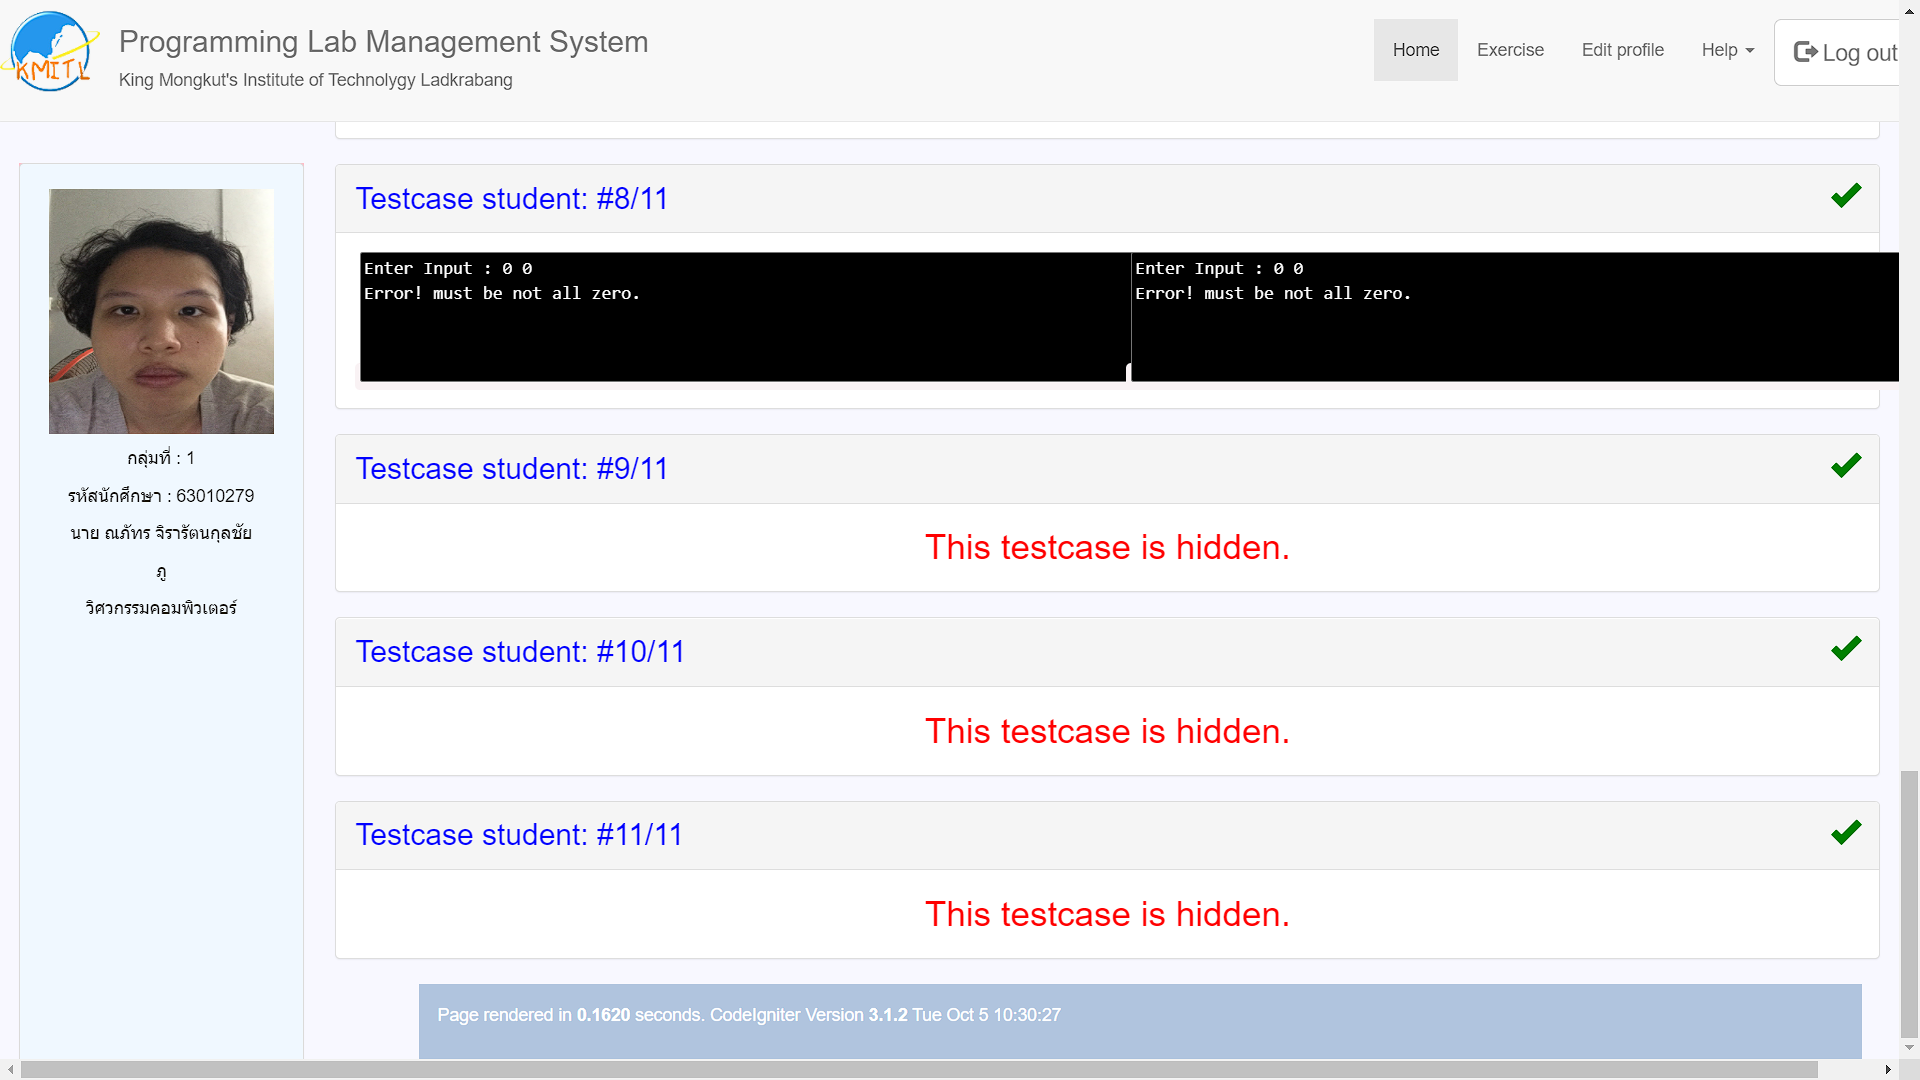 KMITL
Programming Lab Management System
King Mongkut's Institute of Technolygy Ladkrabang
Home
Exercise
Edit profile
Help
Log out
กลุ่มที่ : 1
รหัสนักศึกษา : 63010279
นาย ณภัทร จิรารัตนกุลชัย
ภู
วิศวกรรมคอมพิวเตอร์
Testcase student: #8/11
Enter Input : 0 0
Error! must be not all zero.
Enter Input : 0 0
Error! must be not all zero.
Testcase student: #9/11
This testcase is hidden.
Testcase student: #10/11
This testcase is hidden.
Testcase student: #11/11
This testcase is hidden.
Page rendered in 0.1620 seconds. CodeIgniter Version 3.1.2 Tue Oct 5 10:30:27